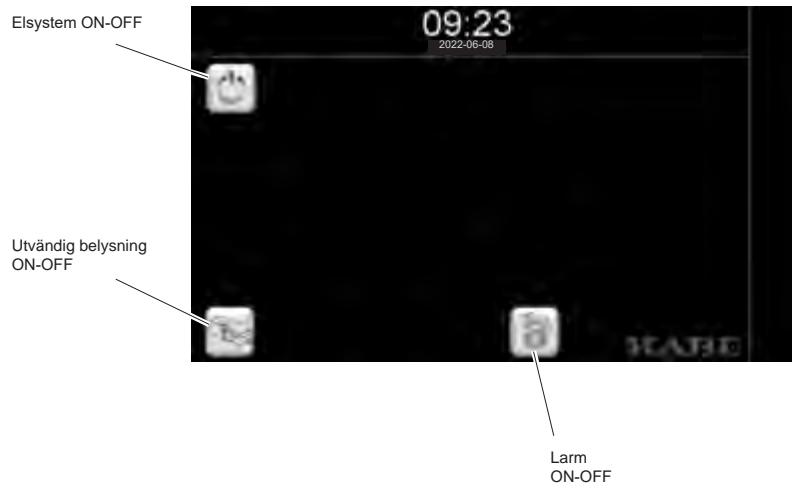 Elsystem ON-OFF
09:23
2022-06-08
Utvändig belysning
ON-OFF
KABE
Larm
ON-OFF